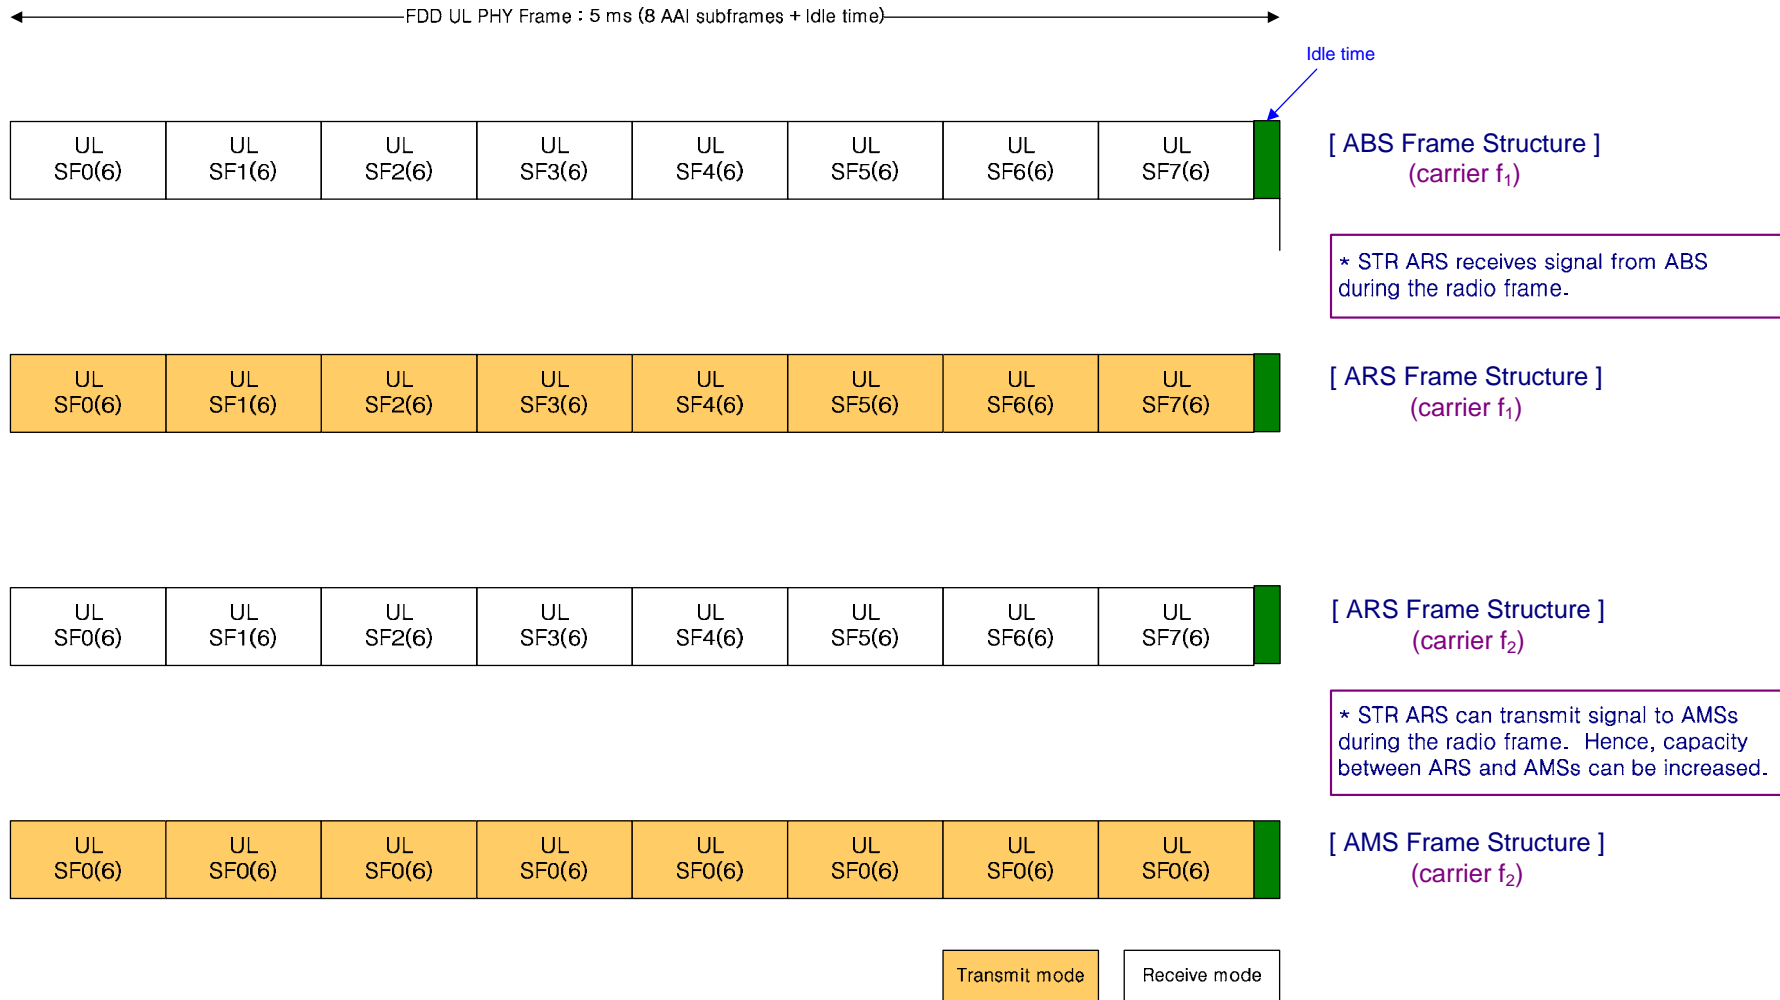 FDD UL PHY Frame : 5 ms (8 AAI subframes + Idle time)
Idle time
UL UL UL UL UL UL UL UL
SF0(6) SF1(6) SF2(6) SF3(6) SF4(6) SF5(6) SF6(6) SF7(6)
[ ABS Frame Structure ]
(carrier f₁)
* STR ARS receives signal from ABS
during the radio frame.
UL UL UL UL UL UL UL UL
SF0(6) SF1(6) SF2(6) SF3(6) SF4(6) SF5(6) SF6(6) SF7(6)
[ ARS Frame Structure ]
(carrier f₁)
UL UL UL UL UL UL UL UL
SF0(6) SF1(6) SF2(6) SF3(6) SF4(6) SF5(6) SF6(6) SF7(6)
[ ARS Frame Structure ]
(carrier f₂)
* STR ARS can transmit signal to AMSs
during the radio frame. Hence, capacity
between ARS and AMSs can be increased.
UL UL UL UL UL UL UL UL
SF0(6) SF0(6) SF0(6) SF0(6) SF0(6) SF0(6) SF0(6) SF0(6)
[ AMS Frame Structure ]
(carrier f₂)
Transmit mode
Receive mode